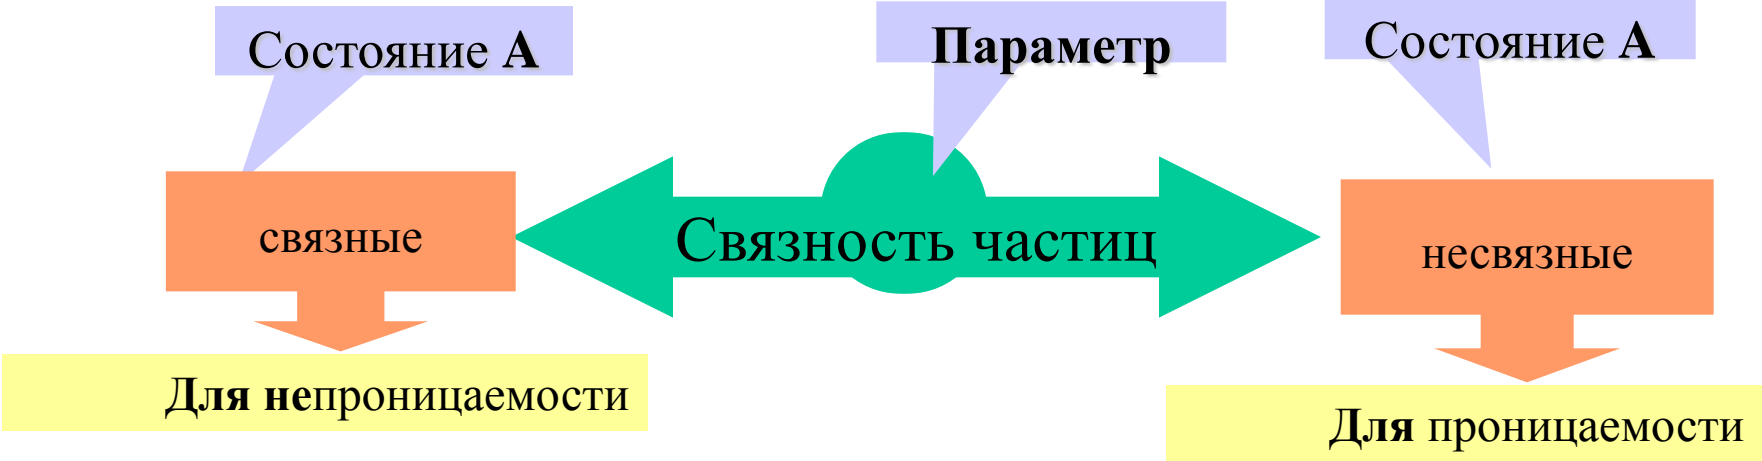 Состояние А
Параметр
Состояние А
связные
Связность частиц
несвязные
Для непроницаемости
Для проницаемости